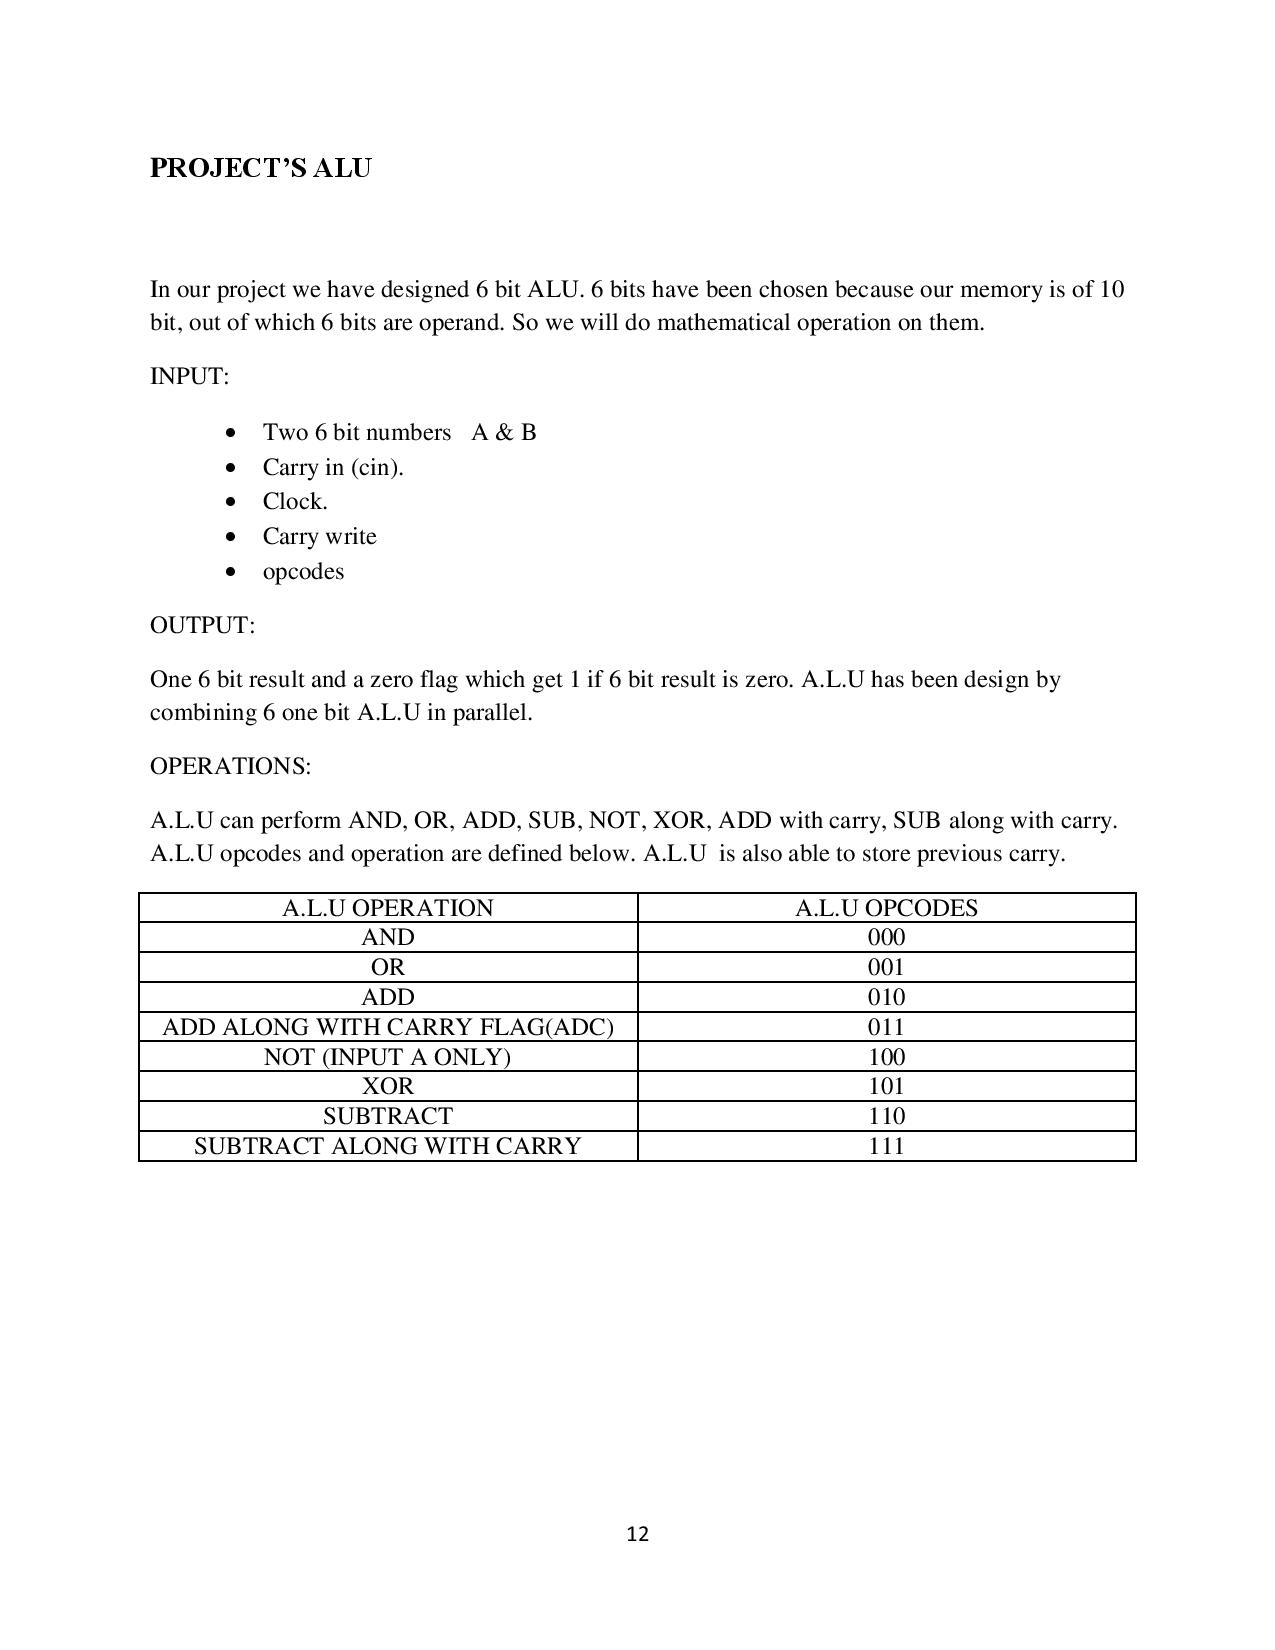 PROJECT’S ALU
In our project we have designed 6 bit ALU. 6 bits have been chosen because our memory is of 10
bit, out of which 6 bits are operand. So we will do mathematical operation on them.
INPUT:
• Two 6 bit numbers A & B
• Carry in (cin).
• Clock.
• Carry write
• opcodes
OUTPUT:
One 6 bit result and a zero flag which get 1 if 6 bit result is zero. A.L.U has been design by
combining 6 one bit A.L.U in parallel.
OPERATIONS:
A.L.U can perform AND, OR, ADD, SUB, NOT, XOR, ADD with carry, SUB along with carry.
A.L.U opcodes and operation are defined below. A.L.U is also able to store previous carry.
A.L.U OPERATION A.L.U OPCODES
AND 000
OR 001
ADD 010
ADD ALONG WITH CARRY FLAG(ADC) 011
NOT (INPUT A ONLY) 100
XOR 101
SUBTRACT 110
SUBTRACT ALONG WITH CARRY 111
12